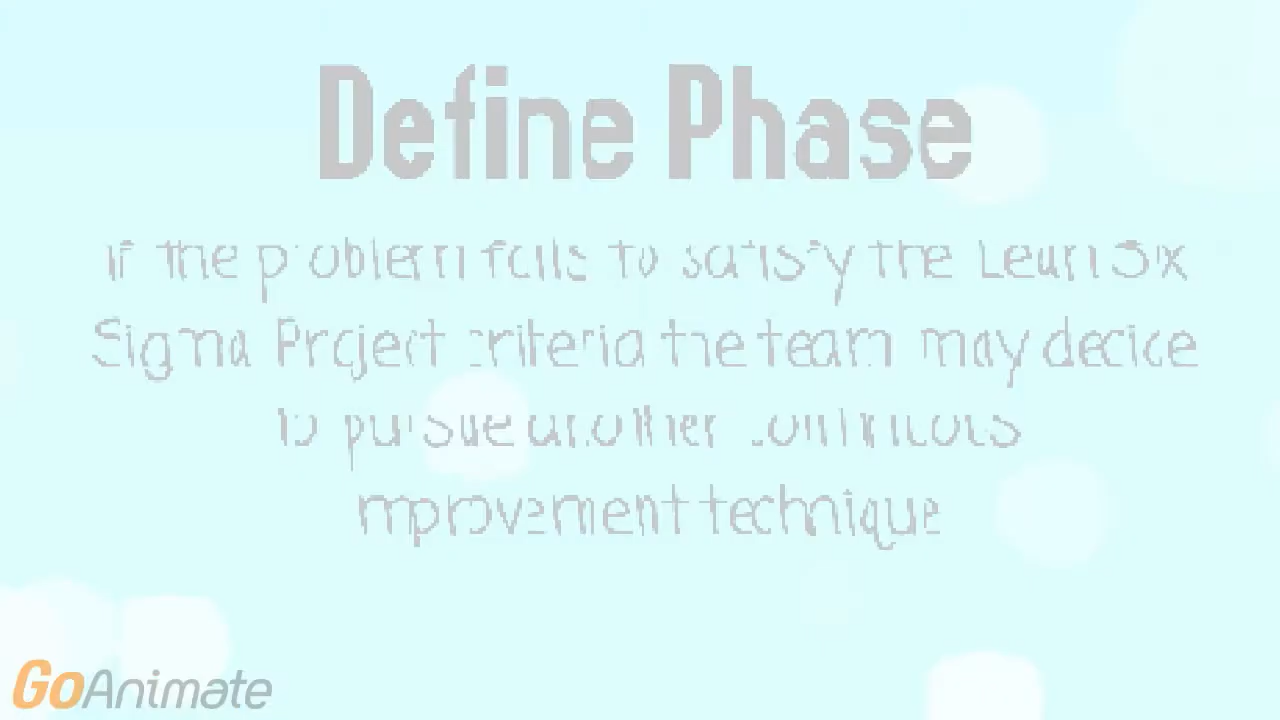 Define Phase
If the problem fails to satisfy the Lean Six
Sigma Project criteria the team may decide
to pursue another continuous
improvement technique
GoAnimate